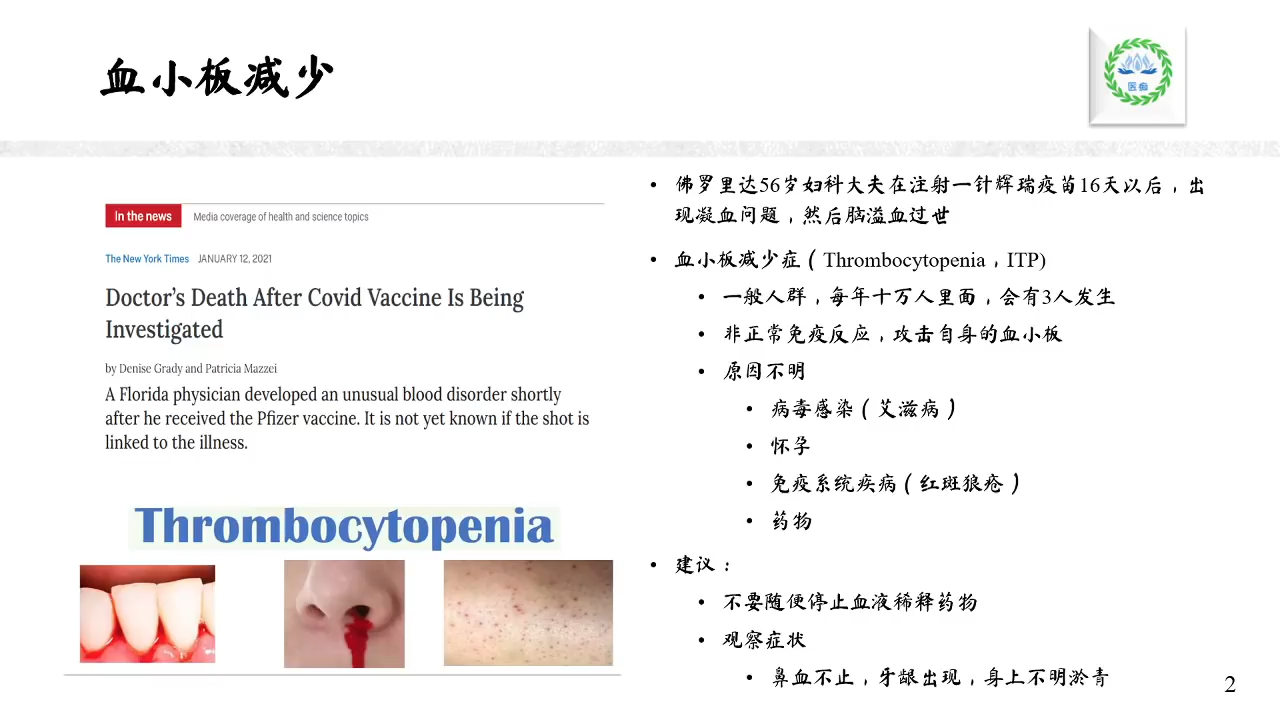 血小板减少
医痴
In the news Media coverage of health and science topics
The New York Times JANUARY 12, 2021
Doctor's Death After Covid Vaccine Is Being
Investigated
by Denise Grady and Patricia Mazzei
A Florida physician developed an unusual blood disorder shortly
after he received the Pfizer vaccine. It is not yet known if the shot is
linked to the illness.
Thrombocytopenia
• 佛罗里达56岁妇科大夫在注射一针辉瑞疫苗16天以后，出
现凝血问题，然后脑溢血过世
• 血小板减少症（Thrombocytopenia，ITP)
• 一般人群，每年十万人里面，会有3人发生
• 非正常免疫反应，攻击自身的血小板
• 原因不明
• 病毒感染（艾滋病）
• 怀孕
• 免疫系统疾病（红斑狼疮）
• 药物
• 建议：
• 不要随便停止血液稀释药物
• 观察症状
• 鼻血不止，牙龈出现，身上不明淤青
2